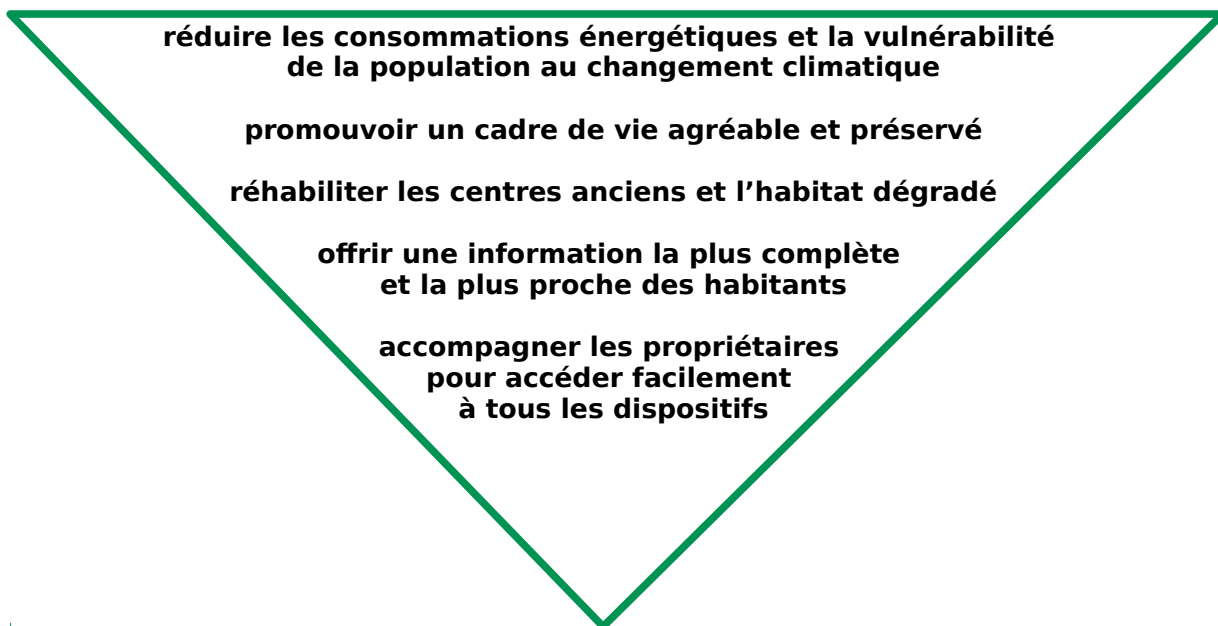 réduire les consommations énergétiques et la vulnérabilité
de la population au changement climatique
promouvoir un cadre de vie agréable et préservé
réhabiliter les centres anciens et l’habitat dégradé
offrir une information la plus complète
et la plus proche des habitants
accompagner les propriétaires
pour accéder facilement
à tous les dispositifs